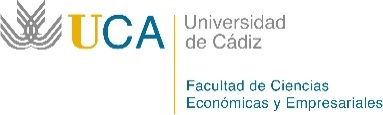 UCA
Universidad
de Cádiz
Facultad de Ciencias
Económicas y Empresariales